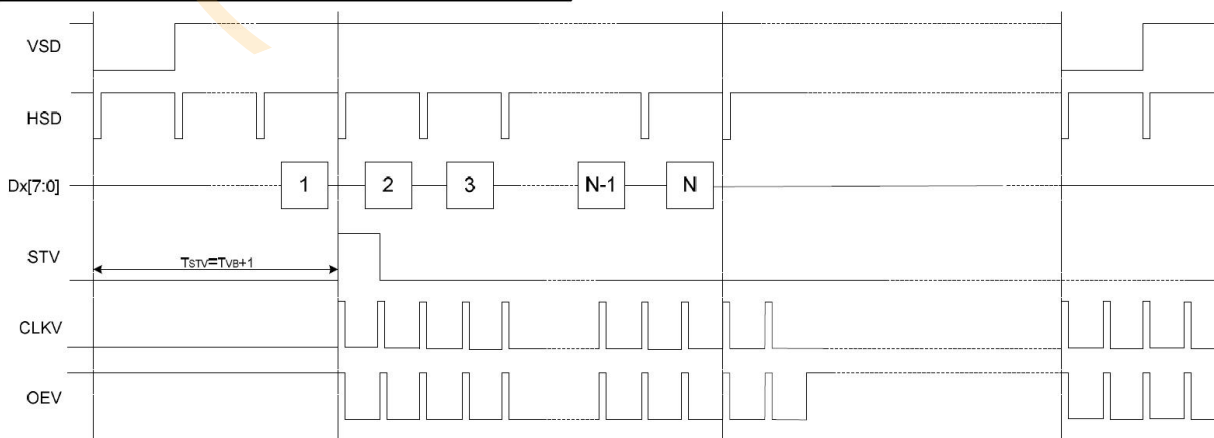 VSD
HSD
Dx[7:0] 1 2 3 N-1 N
STV
TSTV=TVB+1
CLKV
OEV